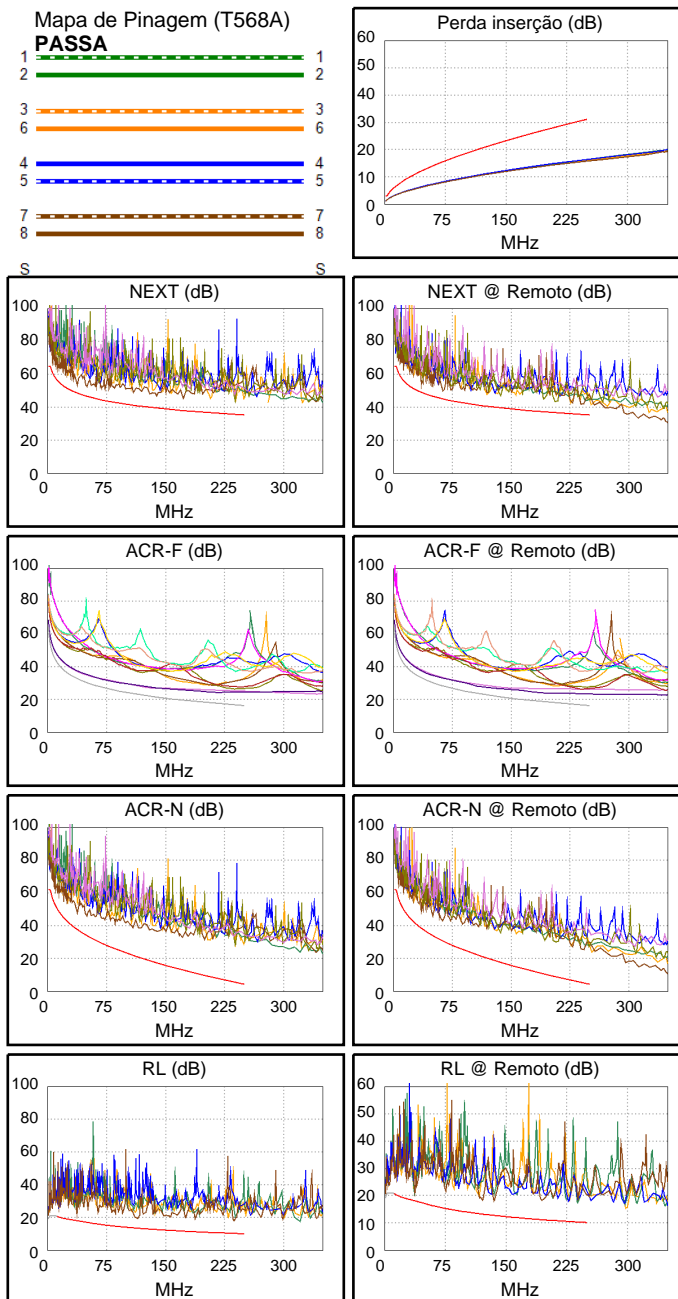 Mapa de Pinagem (T568A)
PASSA
1 1
2 2
3 3
6 6
4 4
5 5
7 7
8 8
S S
Perda inserção (dB)
60
50
40
30
20
10
0
0 75 150 225 300
MHz
NEXT (dB)
100
80
60
40
20
0
0 75 150 225 300
MHz
NEXT @ Remoto (dB)
100
80
60
40
20
0
0 75 150 225 300
MHz
ACR-F (dB)
100
80
60
40
20
0
0 75 150 225 300
MHz
ACR-F @ Remoto (dB)
100
80
60
40
20
0
0 75 150 225 300
MHz
ACR-N (dB)
100
80
60
40
20
0
0 75 150 225 300
MHz
ACR-N @ Remoto (dB)
100
80
60
40
20
0
0 75 150 225 300
MHz
RL (dB)
100
80
60
40
20
0
0 75 150 225 300
MHz
RL @ Remoto (dB)
60
50
40
30
20
10
0
0 75 150 225 300
MHz